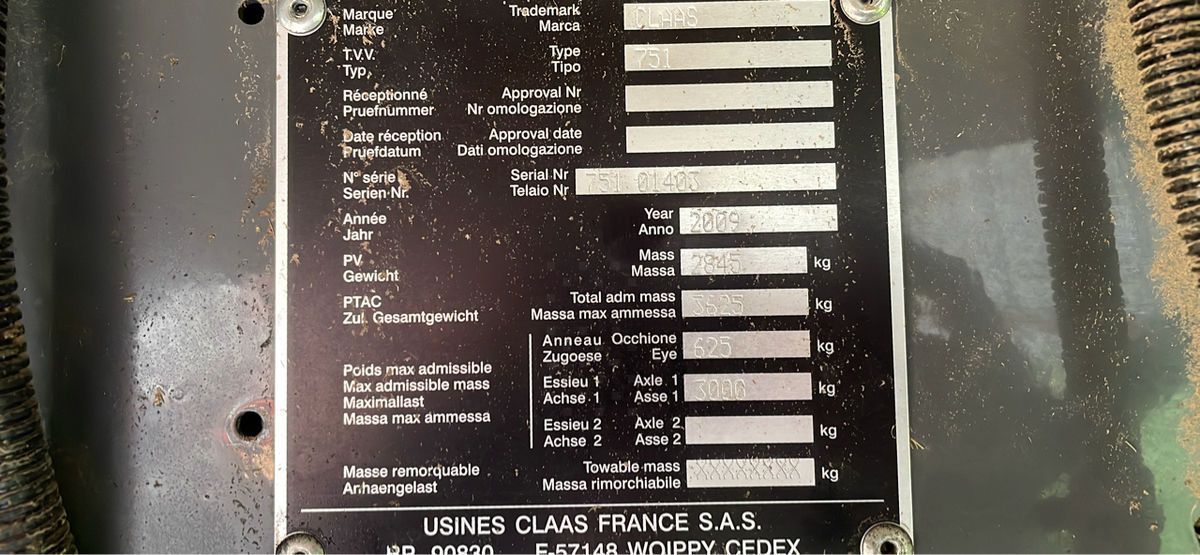 Marque Trademark CLAAS
Marke Marca
T.V.V. Type 751
Typ. Tipo
Réceptionné Approval Nr
Pruefnummer Nr omologazione
Date réception Approval date
Pruefdatum Dati omologazione
N° série Serial Nr 751 01403
Serien-Nr. Telaio Nr
Année Year 2009
Jahr Anno
PV Mass 2845 kg
Gewicht Massa
PTAC Total adm mass 3625 kg
Zul. Gesamtgewicht Massa max ammessa
Anneau Occhione 625 kg
Zugoese Eye
Poids max admissible
Max admissible mass Essieu 1 Axle 1 3000 kg
Maximallast Achse 1 Asse 1
Massa max ammessa
Essieu 2 Axle 2 kg
Achse 2 Asse 2
Masse remorquable Towable mass XXXXXXXX kg
Anhaengelast Massa rimorchiabile
USINES CLAAS FRANCE S.A.S.
BP 90830 F-57148 WOIPPY CEDEX